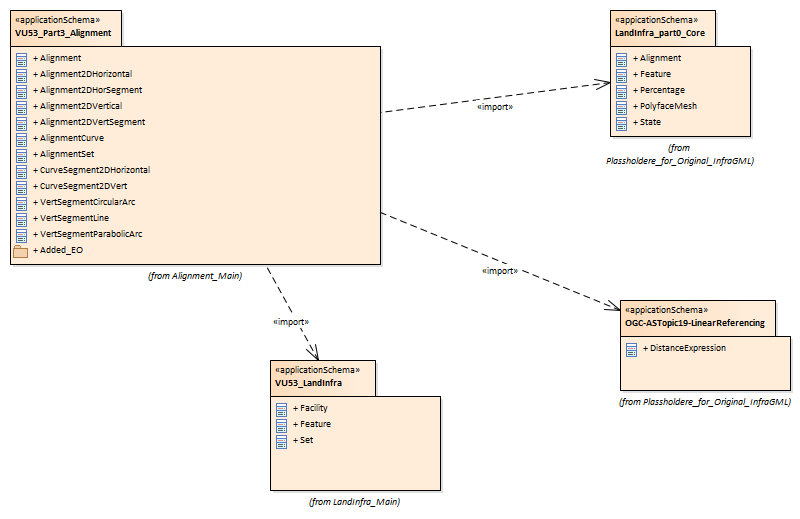 «applicationSchema»
VU53_Part3_Alignment
+ Alignment
+ Alignment2DHorizontal
+ Alignment2DHorSegment
+ Alignment2DVertical
+ Alignment2DVertSegment
+ AlignmentCurve
+ AlignmentSet
+ CurveSegment2DHorizontal
+ CurveSegment2DVert
+ VertSegmentCircularArc
+ VertSegmentLine
+ VertSegmentParabolicArc
+ Added_EO
(from Alignment_Main)
«import»
«applicationSchema»
LandInfra_part0_Core
+ Alignment
+ Feature
+ Percentage
+ PolyfaceMesh
+ State
(from
Plassholdere_for_Original_InfraGML)
«import»
«appicationSchema»
OGC-ASTopic19-LinearReferencing
+ DistanceExpression
(from Plassholdere_for_Original_InfraGML)
«import»
«applicationSchema»
VU53_LandInfra
+ Facility
+ Feature
+ Set
(from LandInfra_Main)